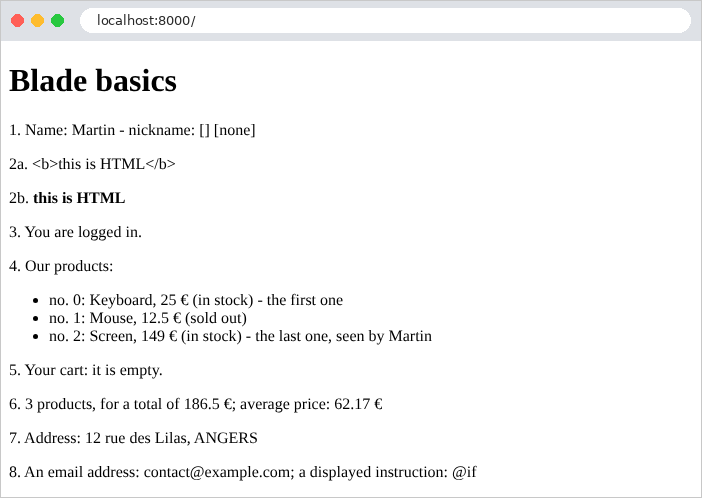 localhost:8000/
Blade basics
1. Name: Martin - nickname: [] [none]
2a. <b>this is HTML</b>
2b. this is HTML
3. You are logged in.
4. Our products:
• no. 0: Keyboard, 25 € (in stock) - the first one
• no. 1: Mouse, 12.5 € (sold out)
• no. 2: Screen, 149 € (in stock) - the last one, seen by Martin
5. Your cart: it is empty.
6. 3 products, for a total of 186.5 €; average price: 62.17 €
7. Address: 12 rue des Lilas, ANGERS
8. An email address: contact@example.com; a displayed instruction: @if